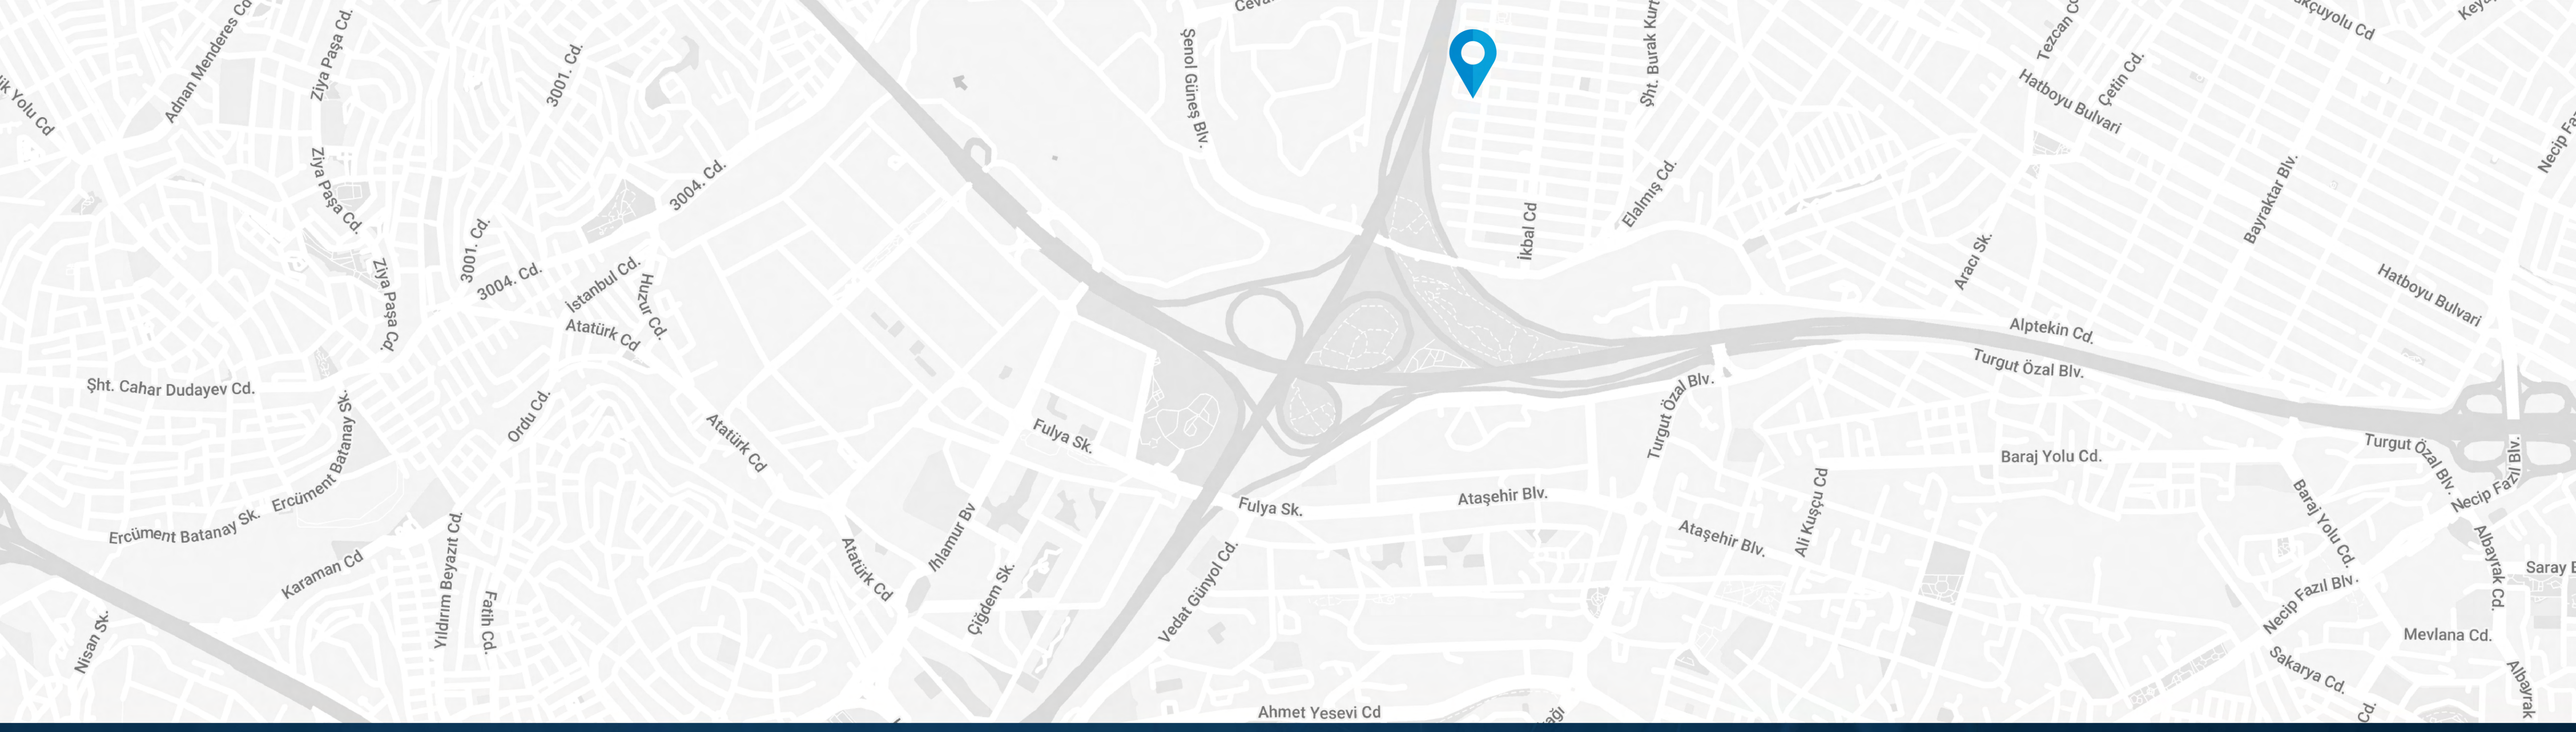 Adnan Menderes Cd
Ziya Paşa Cd.
3001. Cd.
Şenol Güneş Blv.
Şht. Burak Kurt
Tezcan
Hatboyu Bulvari
Çetin Cd.
Yolu Cd
Ziya Paşa Cd.
3004. Cd.
Elalmış Cd.
Bayraktar Blv.
İkbal Cd
3001. Cd.
3004. Cd.
İstanbul Cd.
Huzur Cd.
Ziya Paşa Cd.
Aracı Sk.
Hatboyu Bulvari
Atatürk Cd
Alptekin Cd.
Turgut Özal Blv.
Şht. Cahar Dudayev Cd.
Ordu Cd.
Turgut Özal Blv.
Ercüment Batanay Sk.
Atatürk Cd
Fulya Sk.
Baraj Yolu Cd.
Turgut Özal Blv.
Necip Fazıl Blv.
Fulya Sk.
Ataşehir Blv.
Ali Kuşçu Cd
Ercüment Batanay Sk.
Ataşehir Blv.
Baraj Yolu Cd.
Karaman Cd
Yıldırım Beyazıt Cd.
Fatih Cd.
Atatürk Cd
Ihlamur Bv
Çiğdem Sk.
Vedat Günyol Cd.
Necip Fazıl Blv.
Albayrak Cd.
Saray
Nisan Sk.
Mevlana Cd.
Sakarya Cd.
Albayrak
Ahmet Yesevi Cd
Cd.